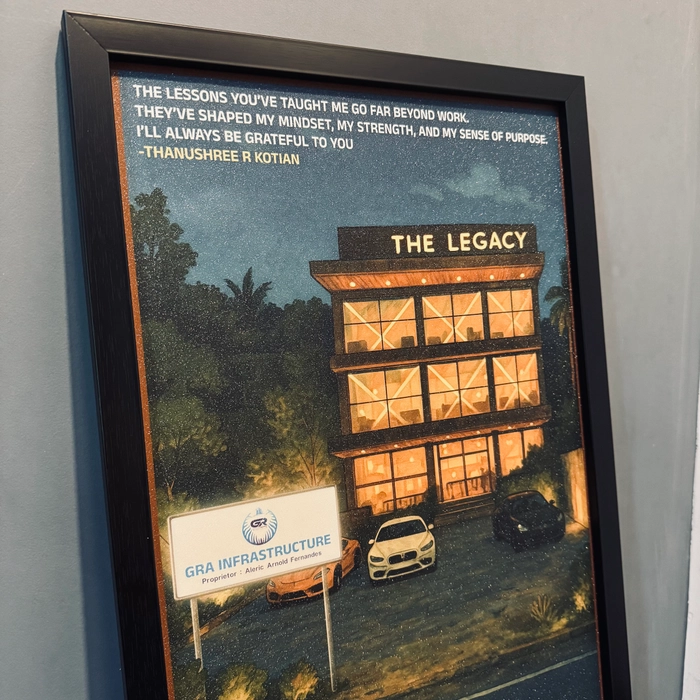 THE LESSONS YOU'VE TAUGHT ME GO FAR BEYOND WORK.
THEY'VE SHAPED MY MINDSET, MY STRENGTH, AND MY SENSE OF PURPOSE.
I'LL ALWAYS BE GRATEFUL TO YOU
-THANUSHREE R KOTIAN
THE LEGACY
GR
GRA INFRASTRUCTURE
Proprietor : Aleric Arnold Fernandes